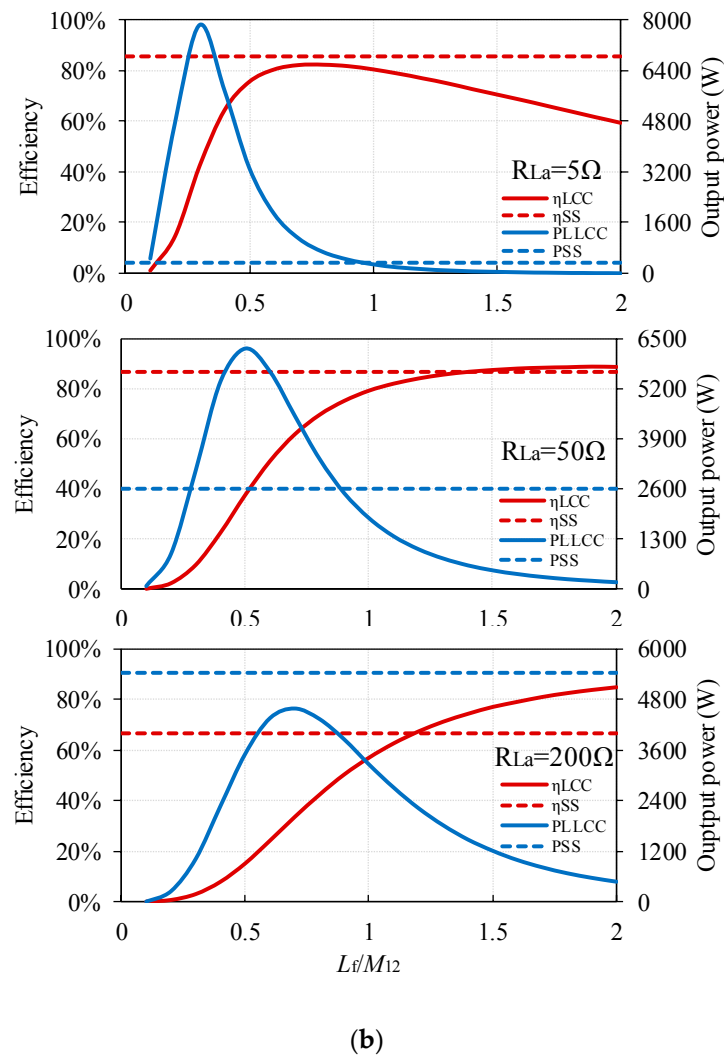 100% 8000
80% 6400
60% 4800
40% 3200
20% 1600
0% 0
Efficiency
Output power (W)
RLa=5Ω
ηLCC
ηSS
PLLCC
PSS
0 0.5 1 1.5 2
100% 6500
80% 5200
60% 3900
40% 2600
20% 1300
0% 0
Efficiency
Output power (W)
RLa=50Ω
ηLCC
ηSS
PLLCC
PSS
0 0.5 1 1.5 2
100% 6000
80% 4800
60% 3600
40% 2400
20% 1200
0% 0
Efficiency
Ouptput power (W)
RLa=200Ω
ηLCC
ηSS
PLLCC
PSS
0 0.5 1 1.5 2
Lf/M12
(b)